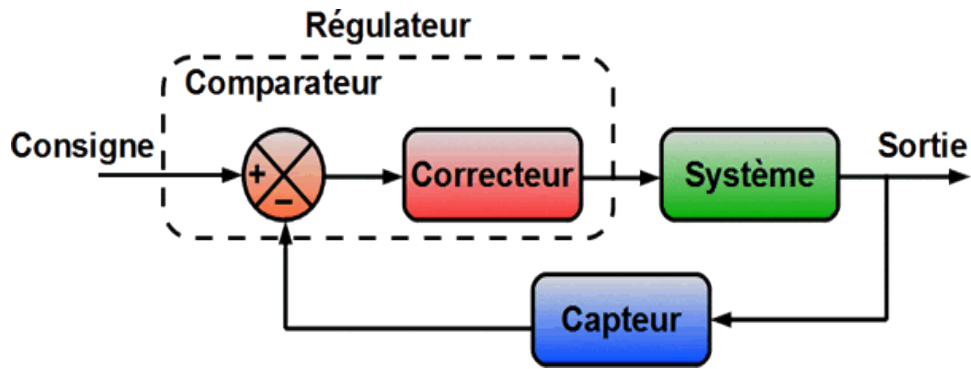 Régulateur
Comparateur
Consigne
+
−
Correcteur
Système
Sortie
Capteur